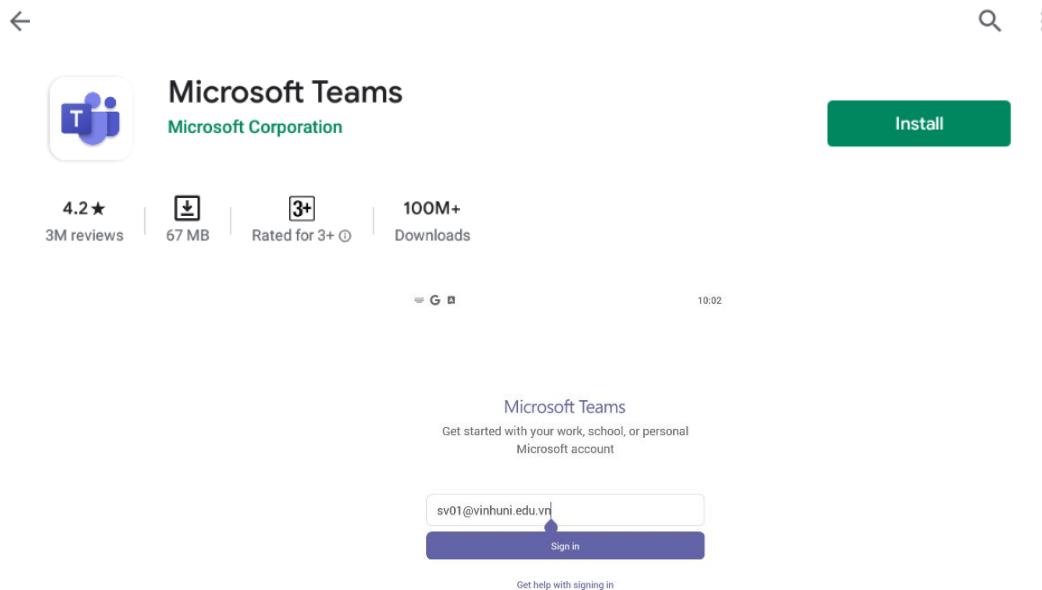 Microsoft Teams
Microsoft Corporation
Install
4.2★
3M reviews
67 MB
3+
Rated for 3+
100M+
Downloads
10:02
Microsoft Teams
Get started with your work, school, or personal
Microsoft account
sv01@vinhuni.edu.vn
Sign in
Get help with signing in